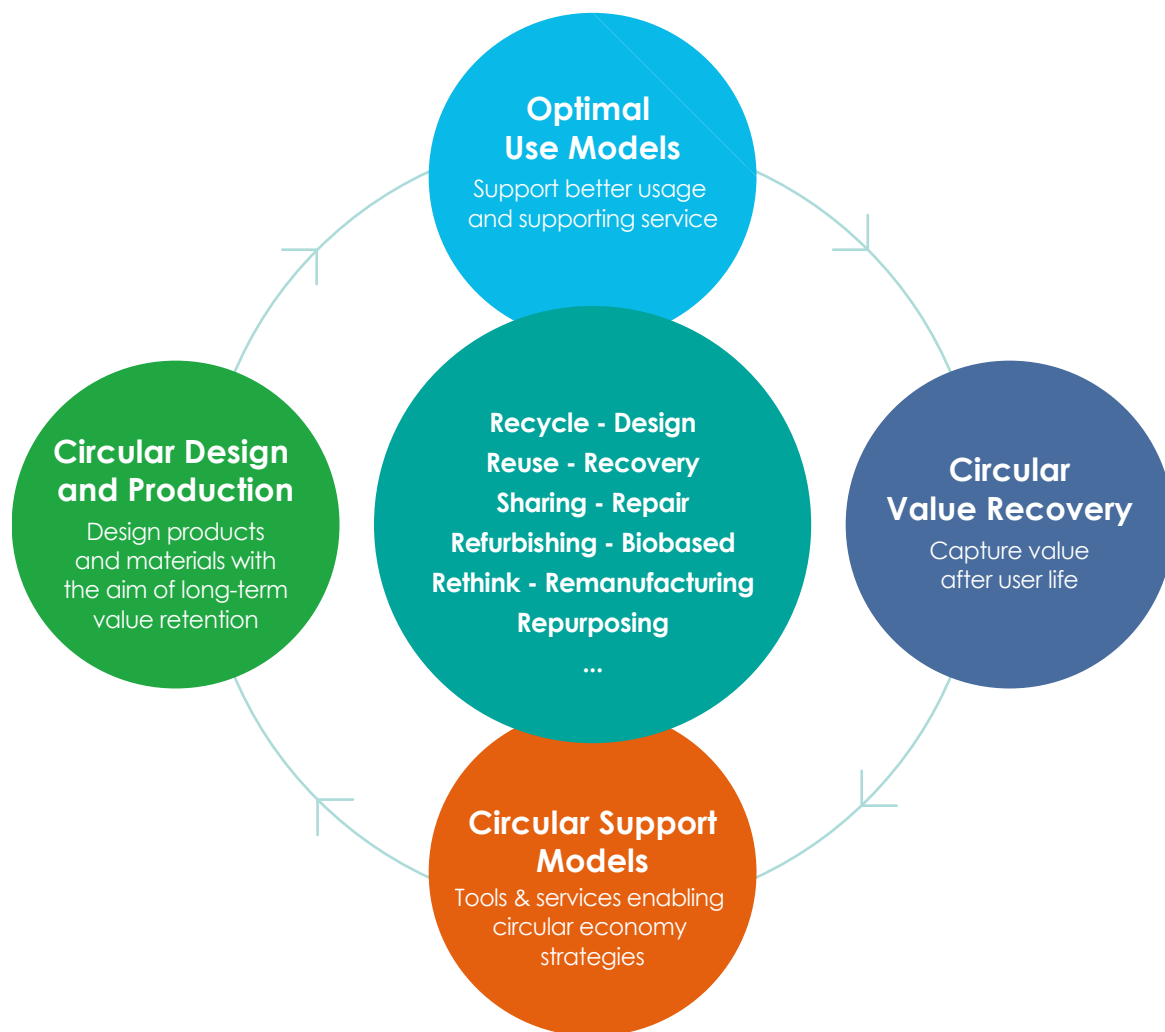 Optimal
Use Models
Support better usage
and supporting service
Circular Design
and Production
Design products
and materials with
the aim of long-term
value retention
Recycle - Design
Reuse - Recovery
Sharing - Repair
Refurbishing - Biobased
Rethink - Remanufacturing
Repurposing
...
Circular
Value Recovery
Capture value
after user life
Circular Support
Models
Tools & services enabling
circular economy
strategies